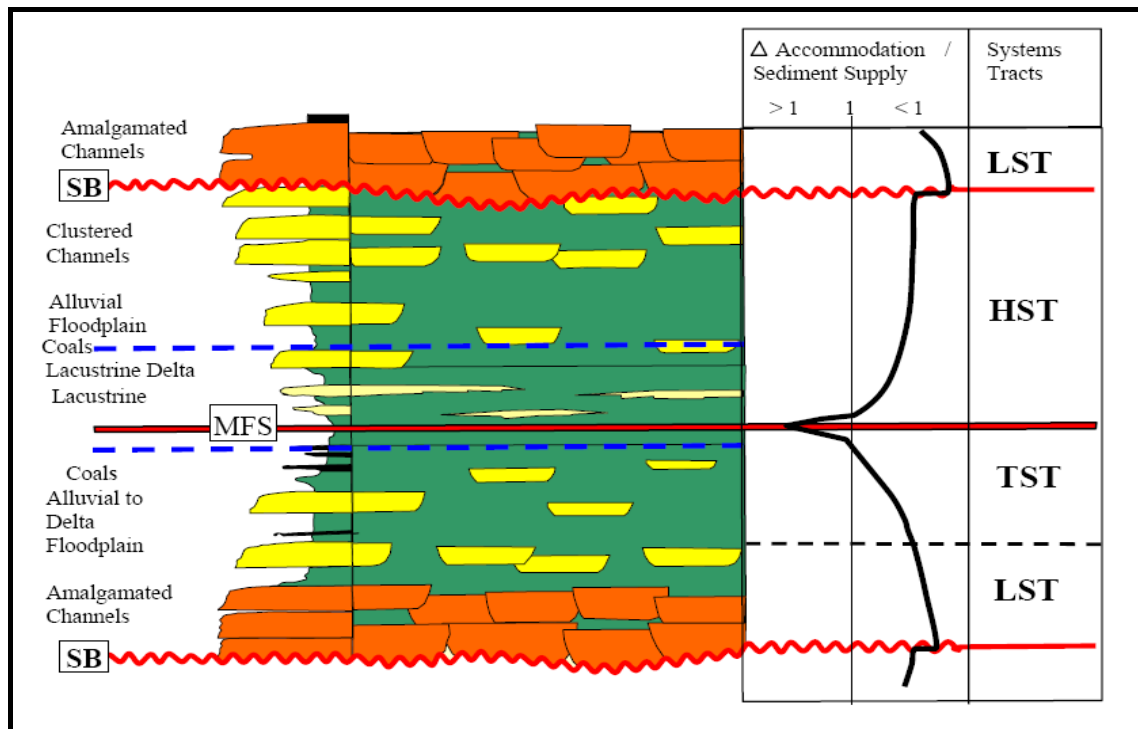 Amalgamated
Channels
SB
Clustered
Channels
Alluvial
Floodplain
Coals
Lacustrine Delta
Lacustrine
MFS
Coals
Alluvial to
Delta
Floodplain
Amalgamated
Channels
SB
△ Accommodation /
Sediment Supply
> 1 1 < 1
Systems
Tracts
LST
HST
TST
LST